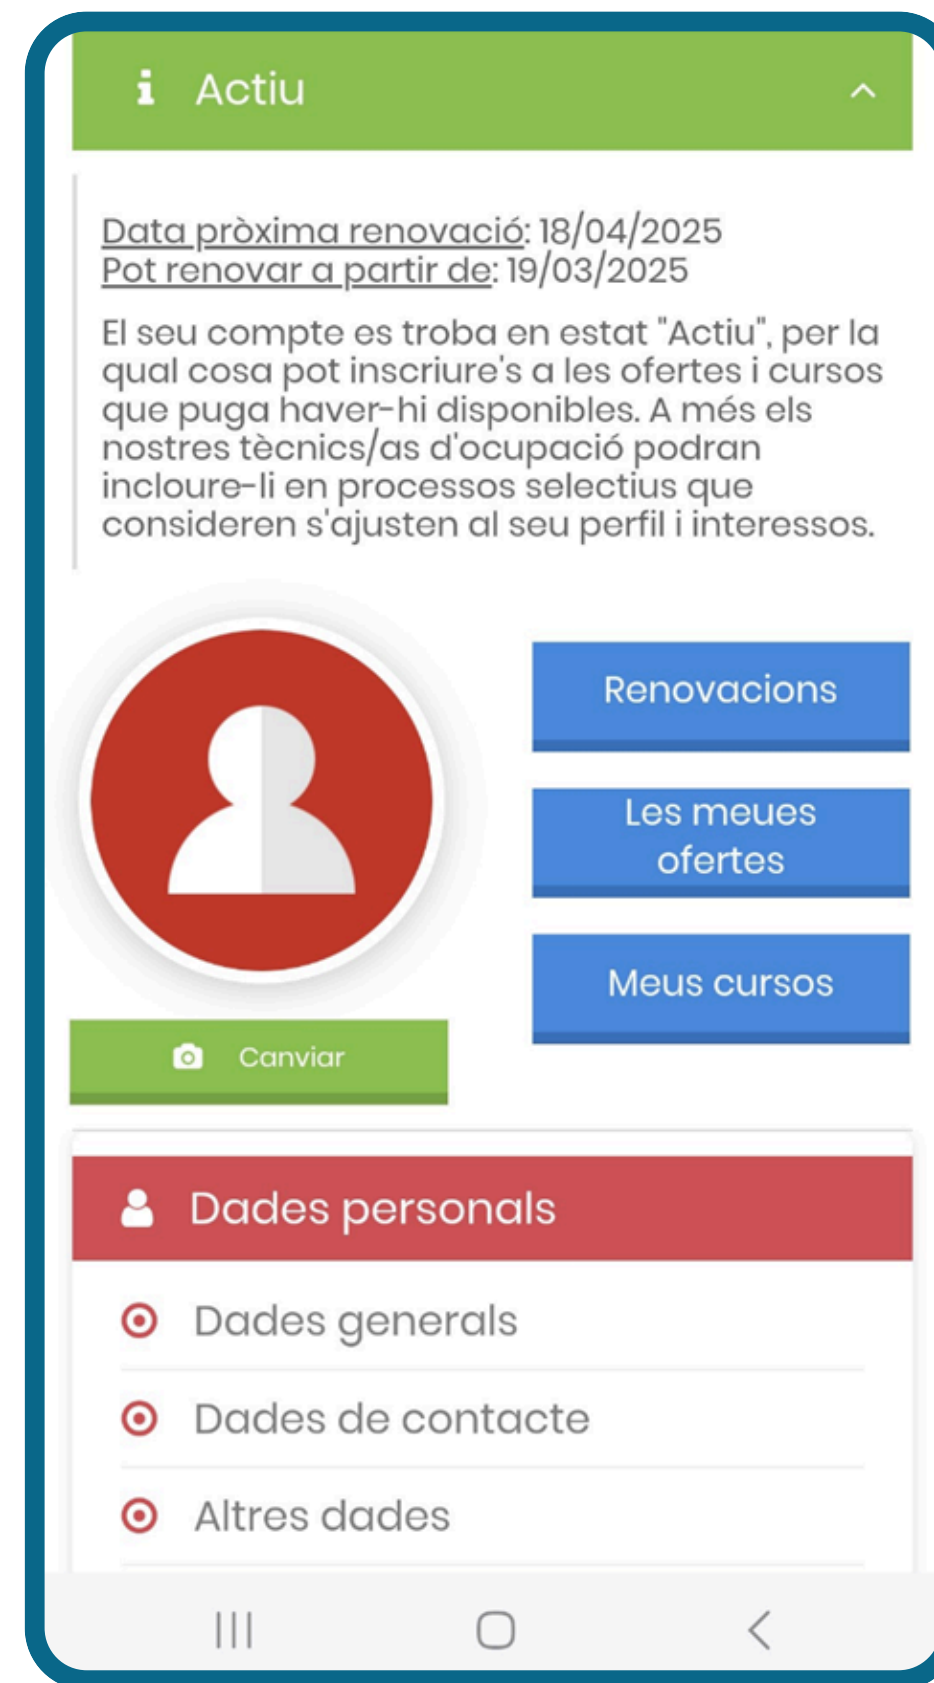 Actiu
Data pròxima renovació: 18/04/2025
Pot renovar a partir de: 19/03/2025
El seu compte es troba en estat "Actiu", per la
qual cosa pot inscriure's a les ofertes i cursos
que puga haver-hi disponibles. A més els
nostres tècnics/as d'ocupació podran
incloure-li en processos selectius que
consideren s'ajusten al seu perfil i interessos.
Renovacions
Les meues
ofertes
Meus cursos
Canviar
Dades personals
Dades generals
Dades de contacte
Altres dades